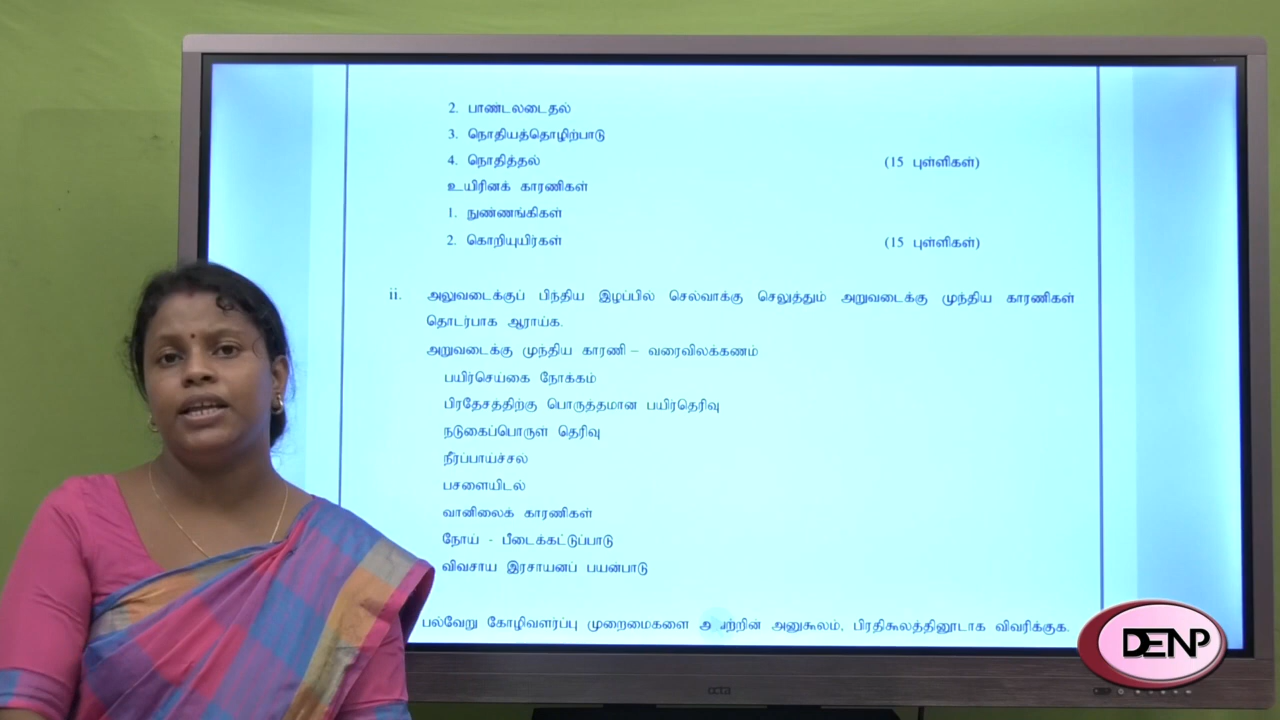 2. பாண்டலடைதல்
3. நொதியத்தொழிற்பாடு
4. நொதித்தல் (15 புள்ளிகள்)
உயிரினக் காரணிகள்
1. நுண்ணங்கிகள்
2. கொறியுயிர்கள் (15 புள்ளிகள்)
ii. அலுவடைக்குப் பிந்திய இழப்பில் செல்வாக்கு செலுத்தும் அறுவடைக்கு முந்திய காரணிகள்
தொடர்பாக ஆராய்க.
அறுவடைக்கு முந்திய காரணி – வரைவிலக்கணம்
பயிர்செய்கை நோக்கம்
பிரதேசத்திற்கு பொருத்தமான பயிர்தெரிவு
நடுகைப்பொருள் தெரிவு
நீர்ப்பாய்ச்சல்
பசளையிடல்
வானிலைக் காரணிகள்
நோய் - பீடைக்கட்டுப்பாடு
விவசாய இரசாயனப் பயன்பாடு
பல்வேறு கோழிவளர்ப்பு முறைமைகளை அனுகூலம், பிரதிகூலத்தினூடாக விவரிக்குக.
DENP